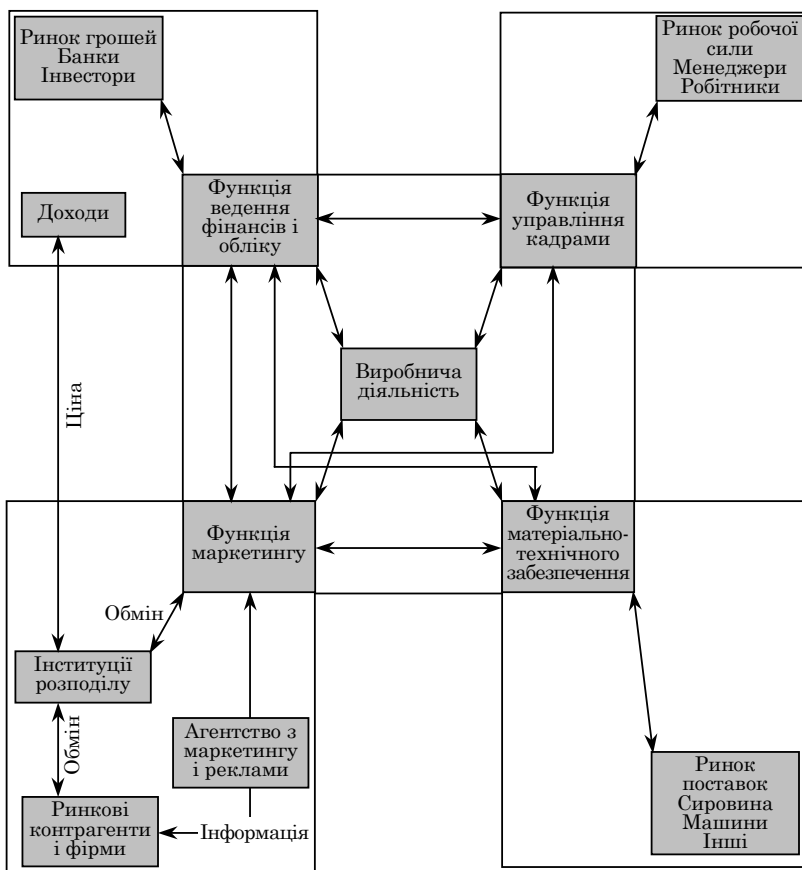 Ринок грошей
Банки
Інвестори
Ринок робочої
сили
Менеджери
Робітники
Доходи
Функція
ведення
фінансів і
обліку
Функція
управління
кадрами
Виробнича
діяльність
Ціна
Функція
маркетингу
Функція
матеріально-
технічного
забезпечення
Обмін
Інституції
розподілу
Обмін
Агентство з
маркетингу
і реклами
Ринкові
контрагенти
і фірми
Інформація
Ринок
поставок
Сировина
Машини
Інші